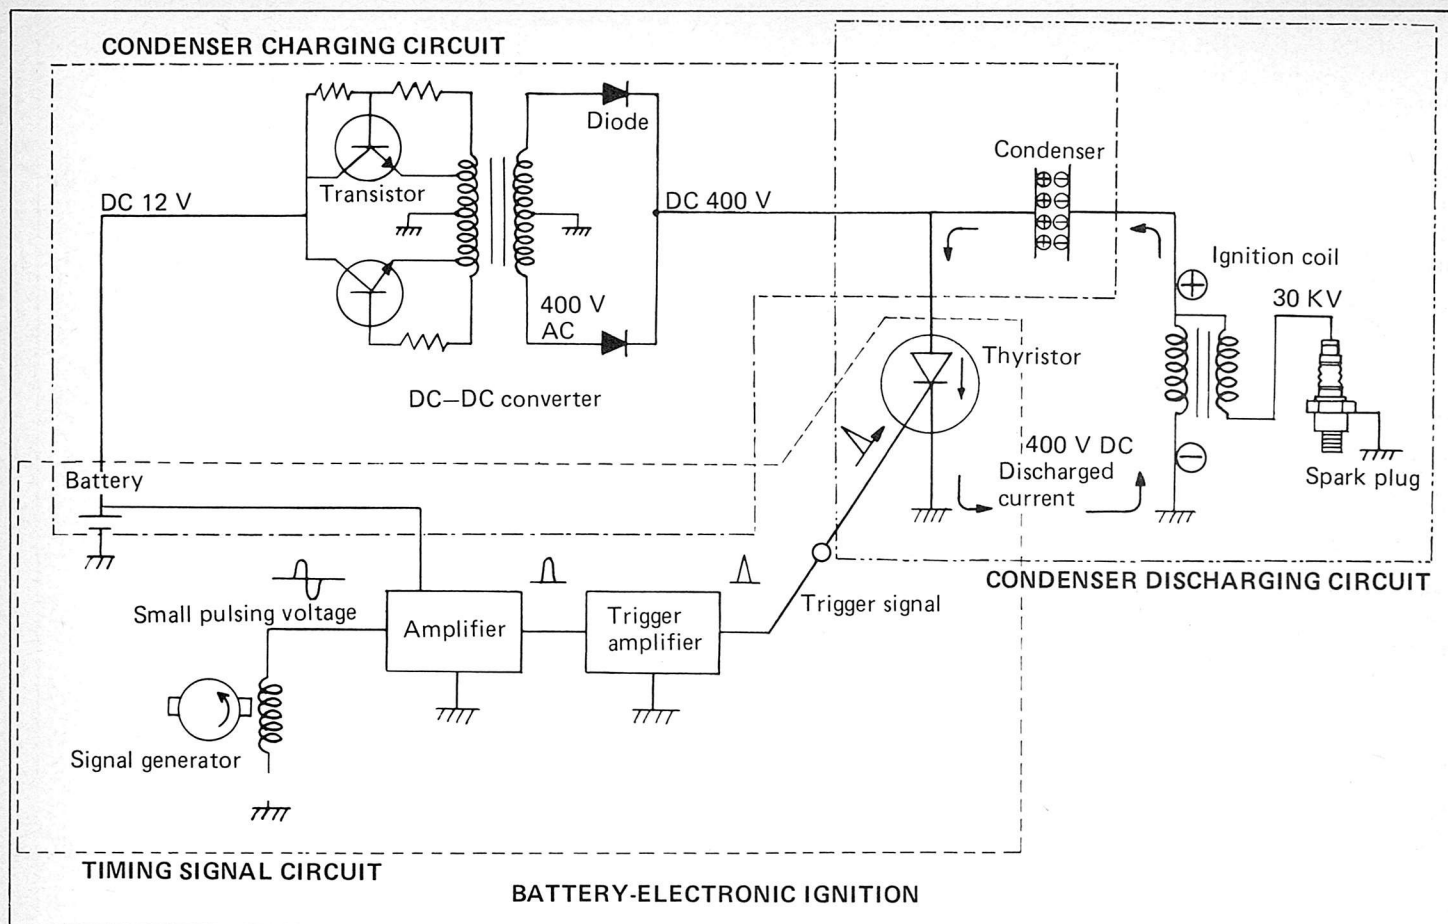 CONDENSER CHARGING CIRCUIT
Diode
Condenser
Transistor
DC 12 V
DC 400 V
Ignition coil
400 V
AC
30 KV
Thyristor
DC–DC converter
400 V DC
Discharged
current
Battery
Spark plug
CONDENSER DISCHARGING CIRCUIT
Small pulsing voltage
Amplifier
Trigger
amplifier
Trigger signal
Signal generator
TIMING SIGNAL CIRCUIT
BATTERY-ELECTRONIC IGNITION